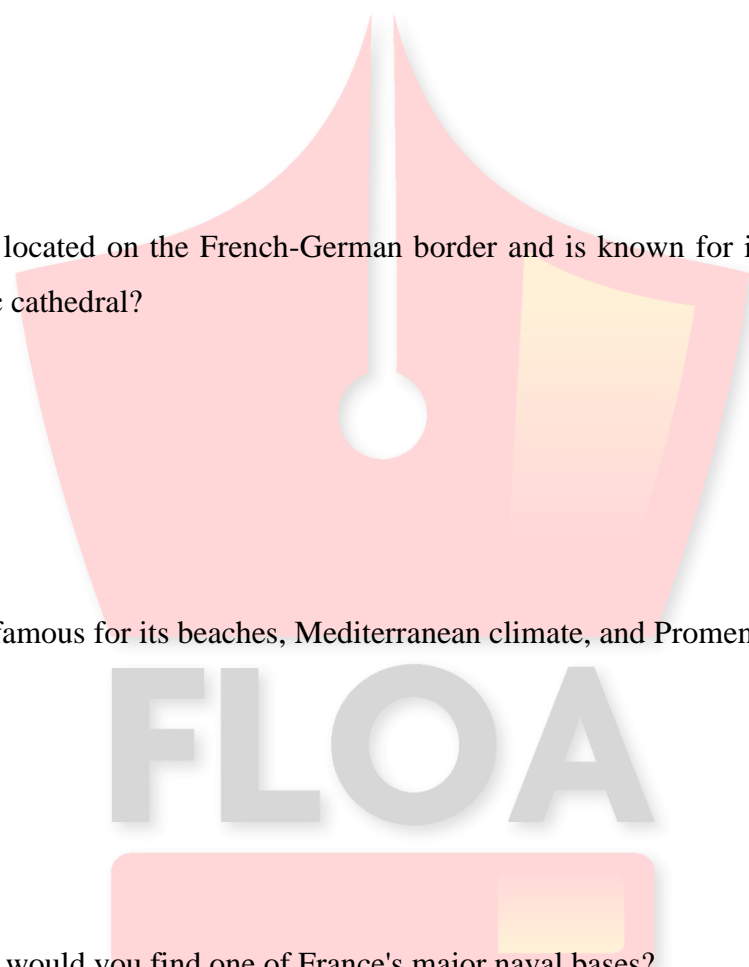 located on the French-German border and is known for
cathedral?
famous for its beaches, Mediterranean climate, and
FLOA
would you find one of France's major naval bases?